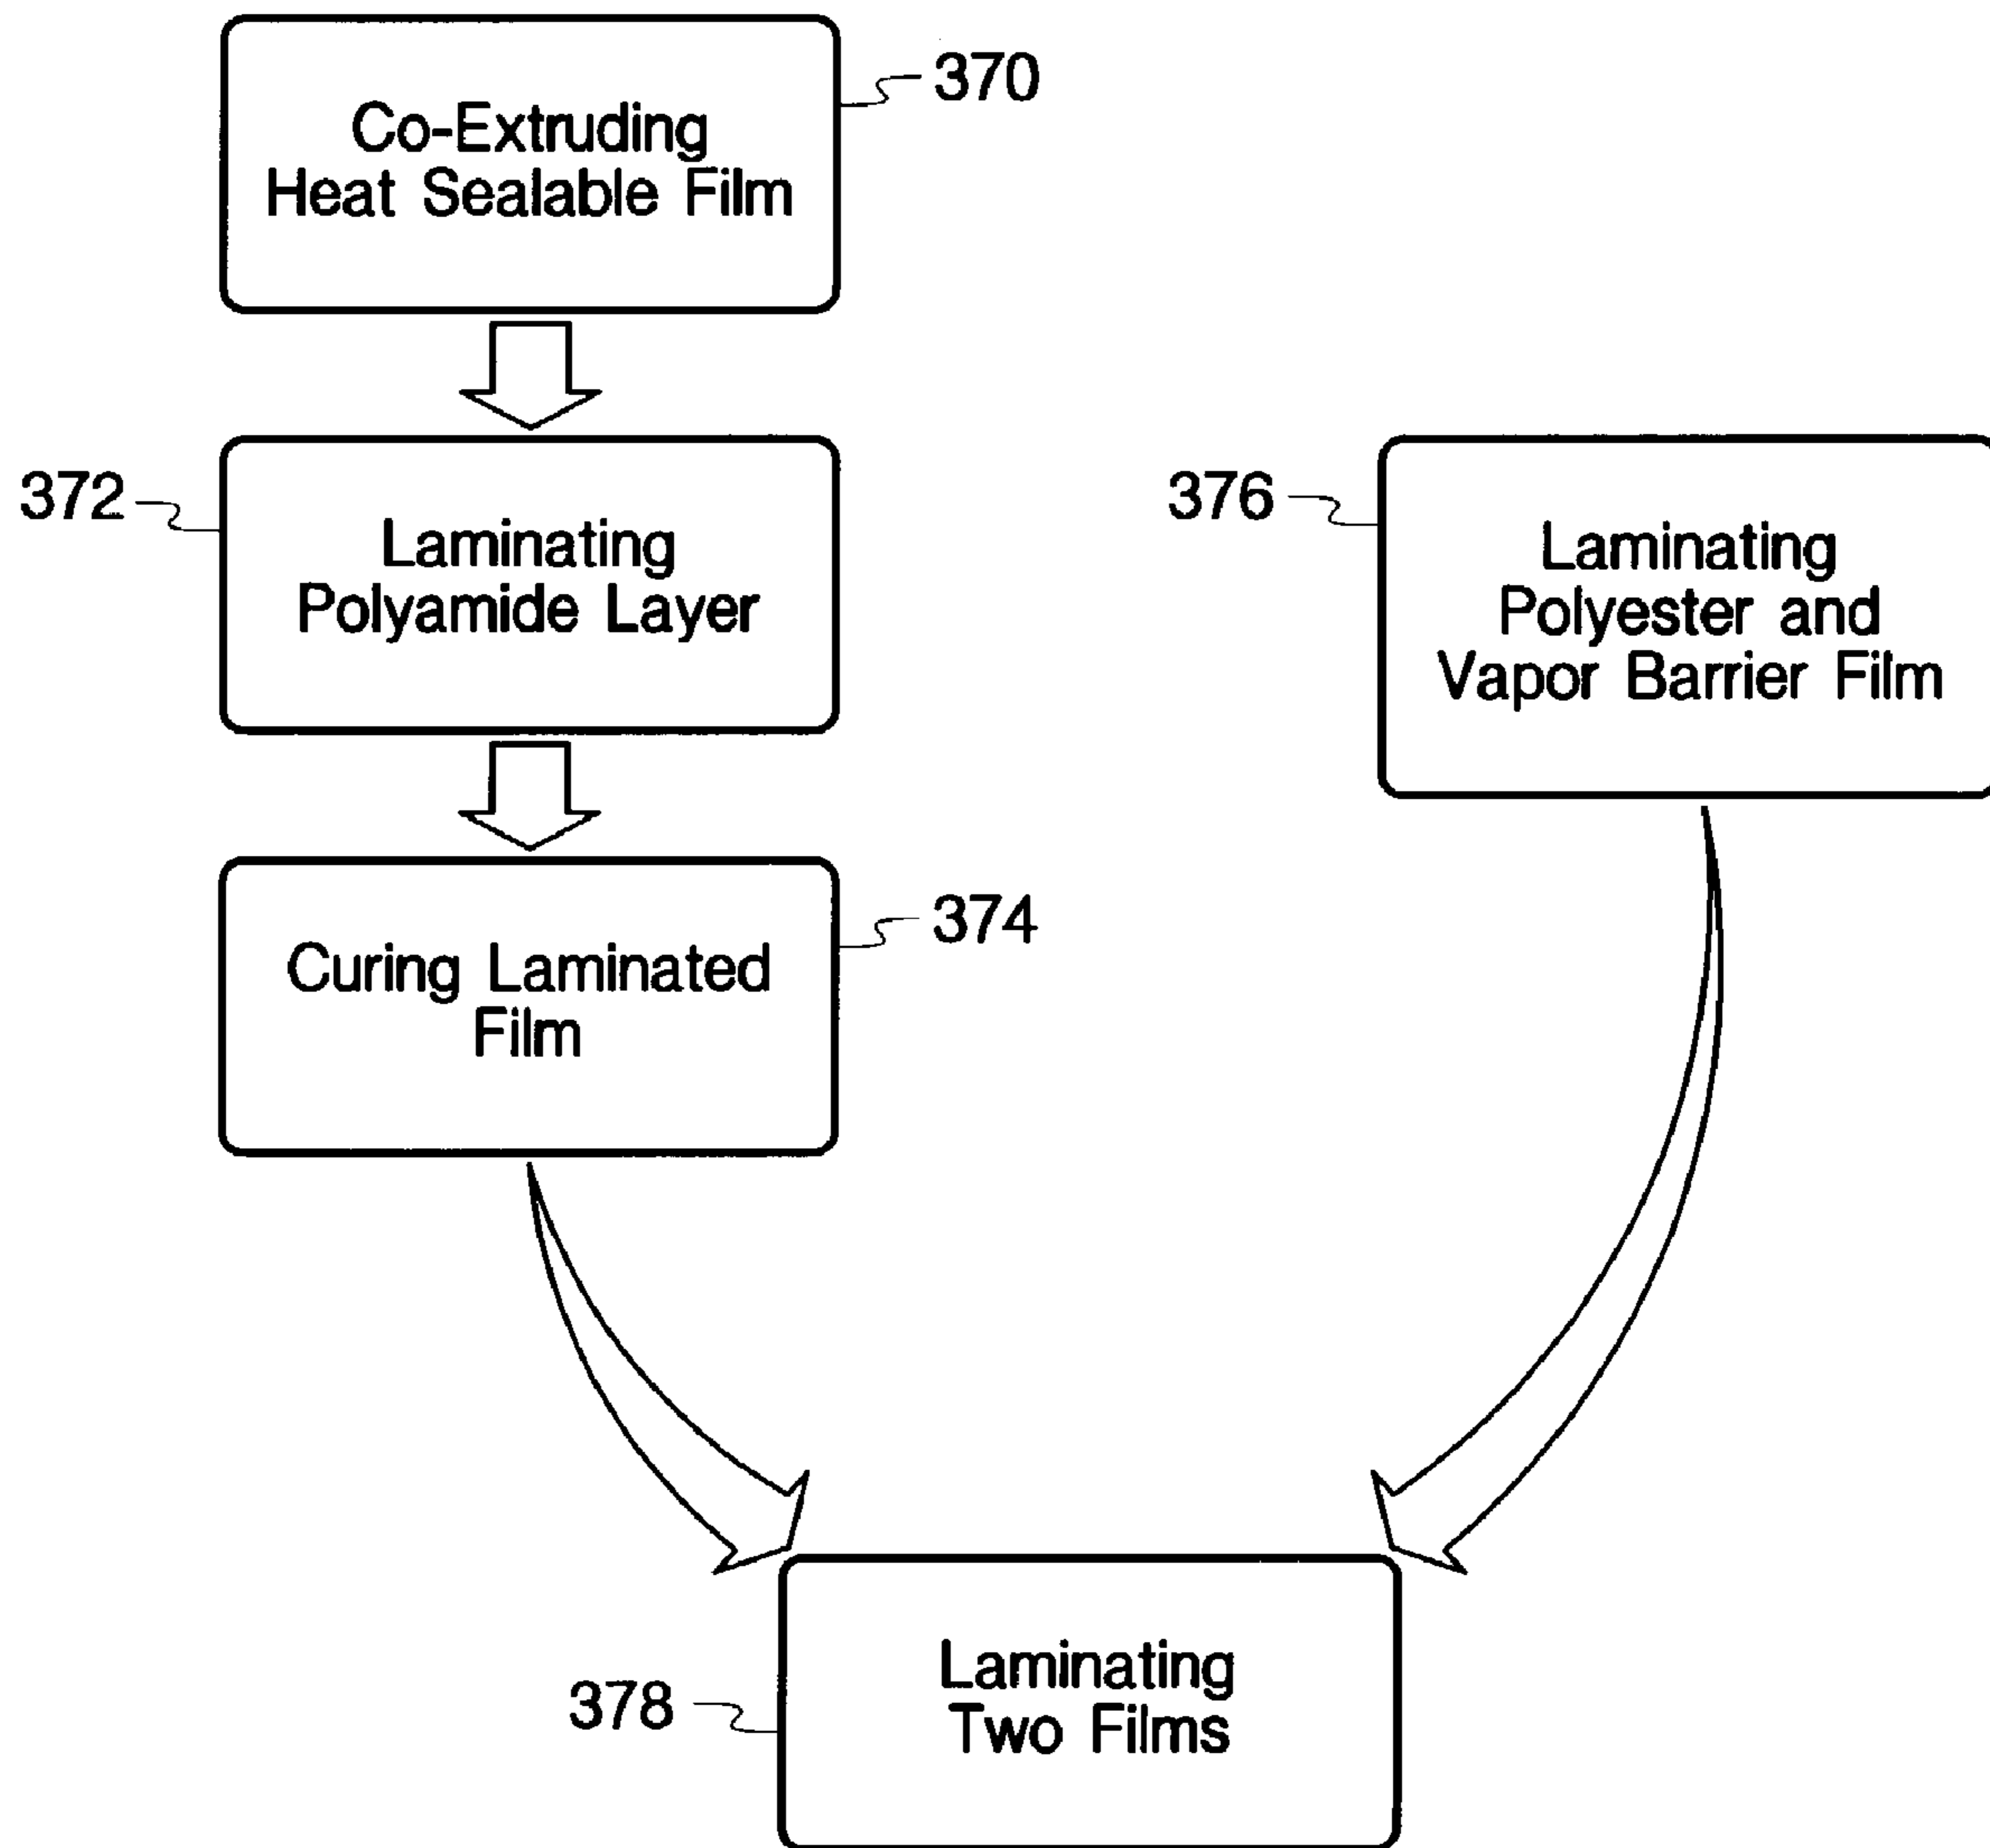 370
Co-Extruding
Heat Sealable Film
372
Laminating
Polyamide Layer
376
Laminating
Polyester and
Vapor Barrier Film
374
Curing Laminated
Film
378
Laminating
Two Films